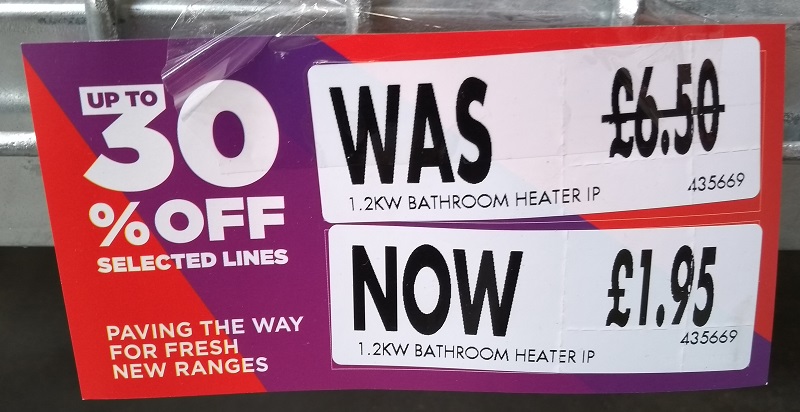 UP TO
30
% OFF
SELECTED LINES
PAVING THE WAY
FOR FRESH
NEW RANGES
WAS £6.50
1.2KW BATHROOM HEATER IP 435669
NOW £1.95
1.2KW BATHROOM HEATER IP 435669